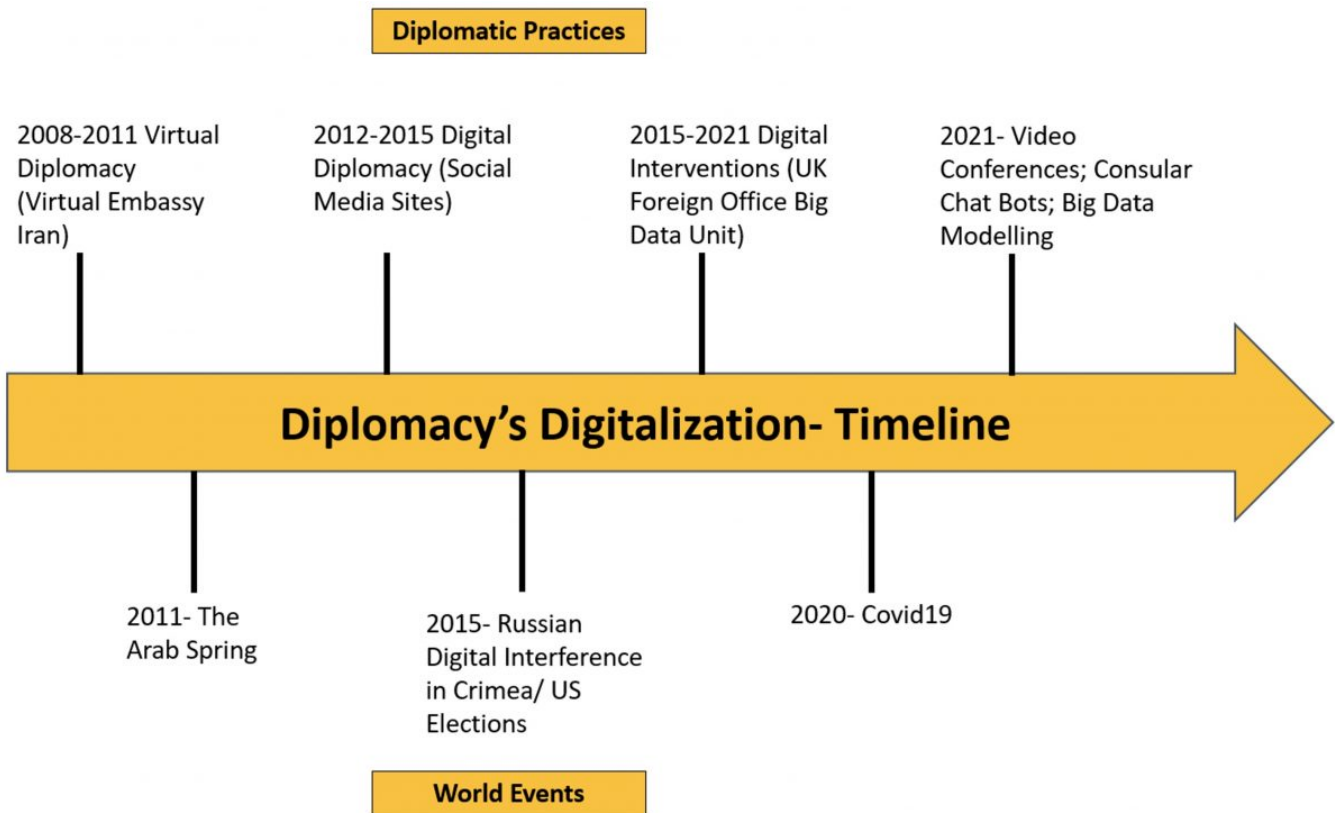 Diplomatic Practices
2008-2011 Virtual
Diplomacy
(Virtual Embassy
Iran)
2012-2015 Digital
Diplomacy (Social
Media Sites)
2015-2021 Digital
Interventions (UK
Foreign Office Big
Data Unit)
2021- Video
Conferences; Consular
Chat Bots; Big Data
Modelling
Diplomacy's Digitalization- Timeline
2011- The
Arab Spring
2015- Russian
Digital Interference
in Crimea/ US
Elections
2020- Covid19
World Events